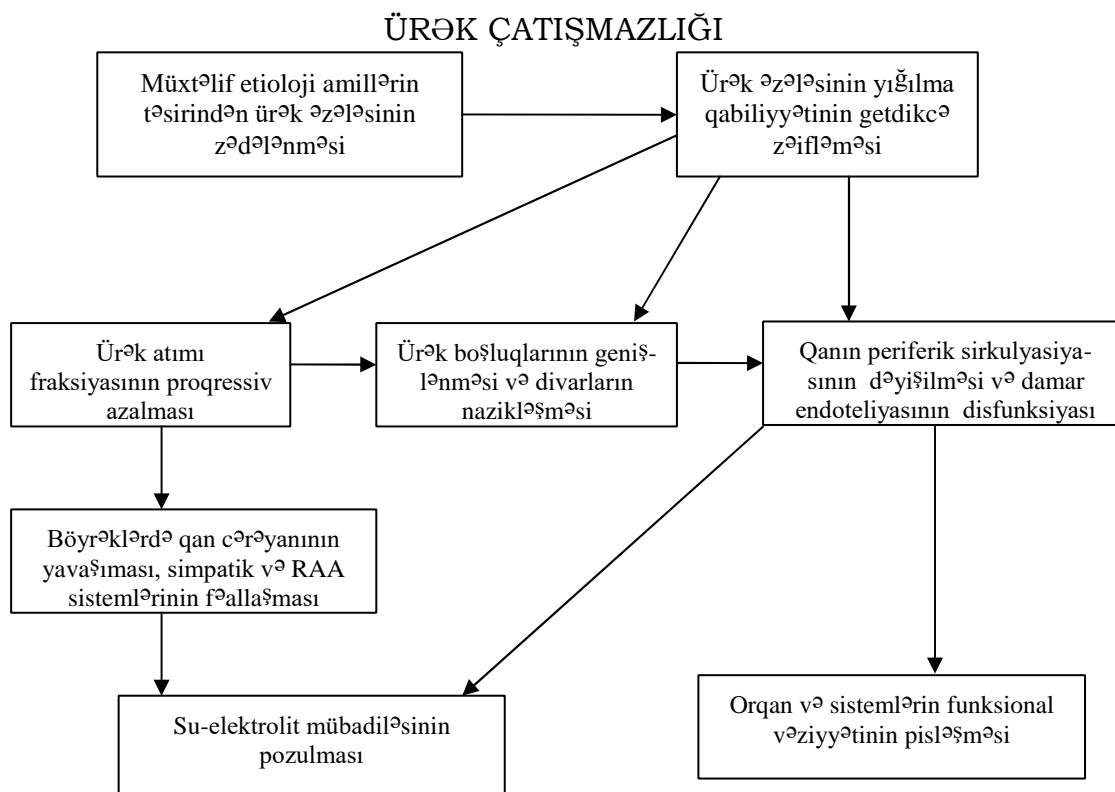 ÜRƏK ÇATIŞMAZLIĞI
Müxtəlif etioloji amillərin
təsirindən ürək əzələsinin
zədələnməsi
Ürək əzələsinin yığılma
qabiliyyətinin getdikcə
zəifləməsi
Ürək atımı
fraksiyasının proqressiv
azalması
Ürək boşluqlarının geniş-
lənməsi və divarların
nazikləşməsi
Qanın periferik sirkulyasiya-
sının dəyişilməsi və damar
endoteliyasının disfunksiyası
Böyrəklərdə qan cərəyanının
yavaşıması, simpatik və RAA
sistemlərinin fəallaşması
Su-elektrolit mübadiləsinin
pozulması
Orqan və sistemlərin funksional
vəziyyətinin pisləşməsi